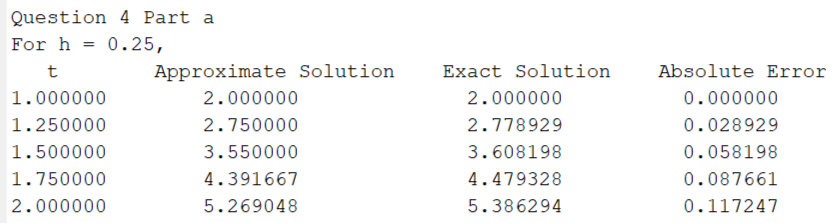 Question 4 Part a
For h = 0.25,
t Approximate Solution Exact Solution Absolute Error
1.000000 2.000000 2.000000 0.000000
1.250000 2.750000 2.778929 0.028929
1.500000 3.550000 3.608198 0.058198
1.750000 4.391667 4.479328 0.087661
2.000000 5.269048 5.386294 0.117247